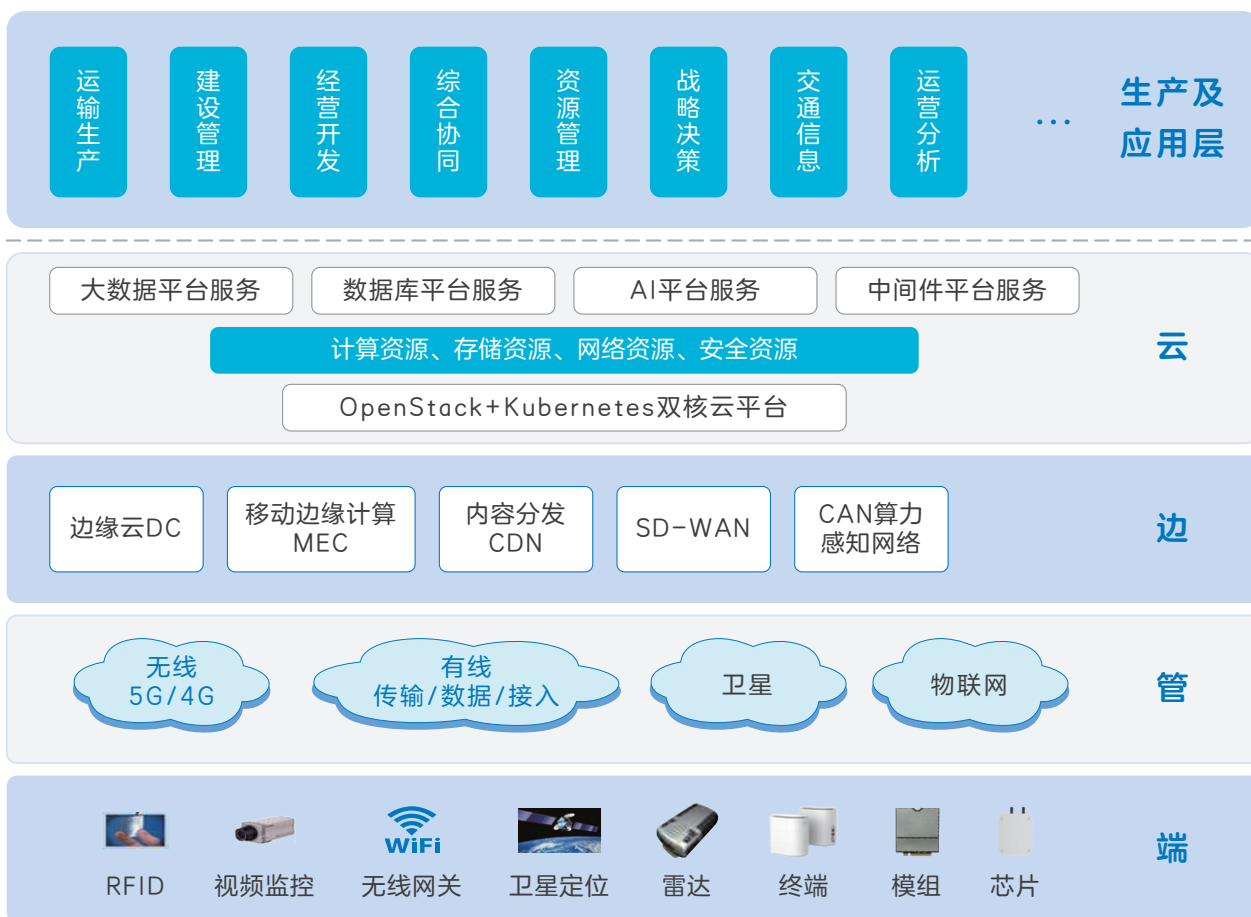 运输生产
建设管理
经营开发
综合协同
资源管理
战略决策
交通信息
运营分析
...
生产及
应用层
大数据平台服务
数据库平台服务
AI平台服务
中间件平台服务
计算资源、存储资源、网络资源、安全资源
云
OpenStack+Kubernetes双核云平台
边缘云DC
移动边缘计算
MEC
内容分发
CDN
SD-WAN
CAN算力
感知网络
边
无线
5G/4G
有线
传输/数据/接入
卫星
物联网
管
WiFi
RFID
视频监控
无线网关
卫星定位
雷达
终端
模组
芯片
端